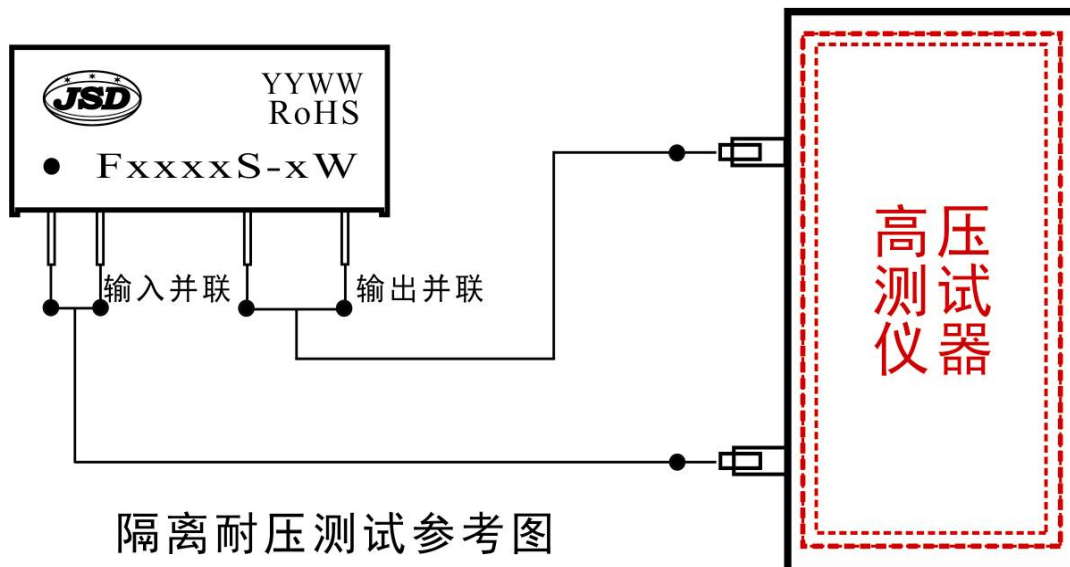 JSD
YYWW
RoHS
FxxxxS-xW
输入并联
输出并联
高压
测试
仪器
隔离耐压测试参考图